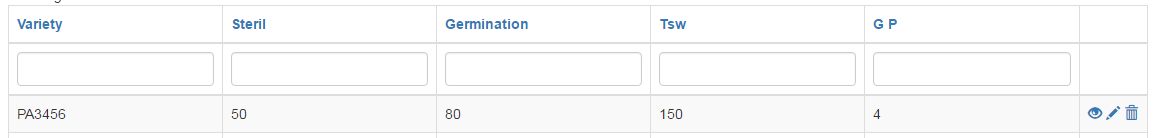 Variety Steril Germination Tsw G P
PA3456 50 80 150 4